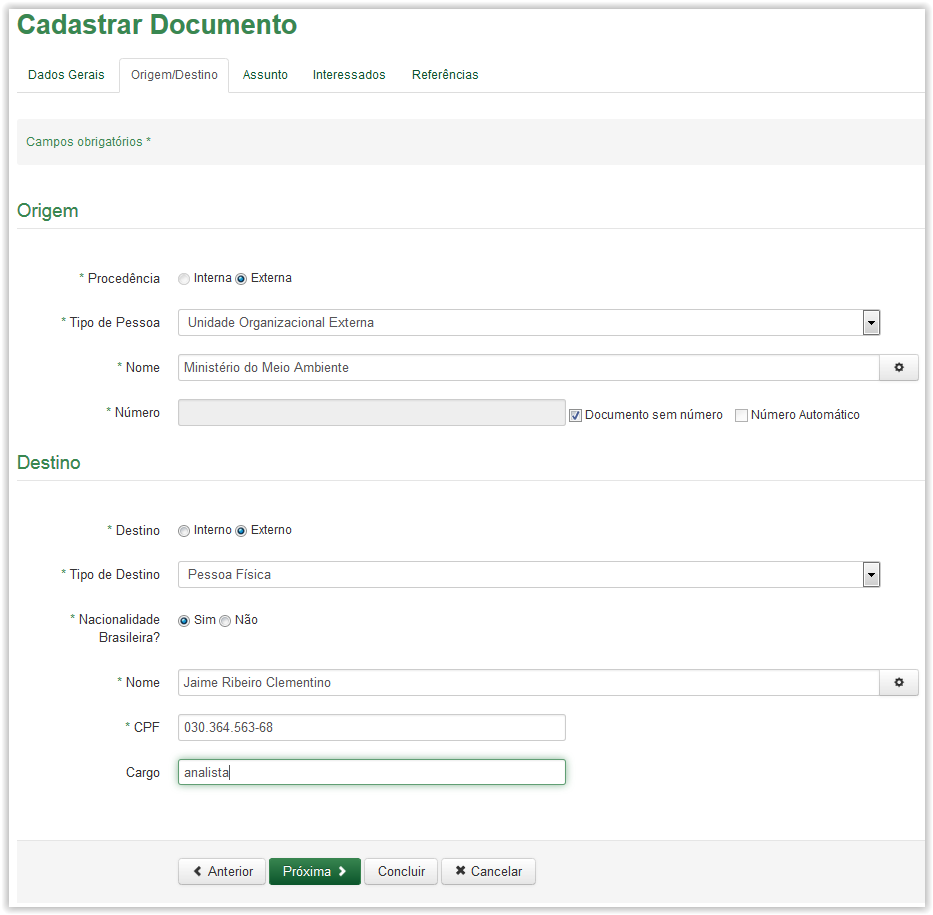 Cadastrar Documento
Dados Gerais Origem/Destino Assunto Interessados Referências
Campos obrigatórios *
Origem
* Procedência Interna Externa
* Tipo de Pessoa Unidade Organizacional Externa
* Nome Ministério do Meio Ambiente
* Número Documento sem número Número Automático
Destino
* Destino Interno Externo
* Tipo de Destino Pessoa Física
* Nacionalidade Sim Não
Brasileira?
* Nome Jaime Ribeiro Clementino
* CPF 030.364.563-68
Cargo analista
Anterior Próxima Concluir Cancelar